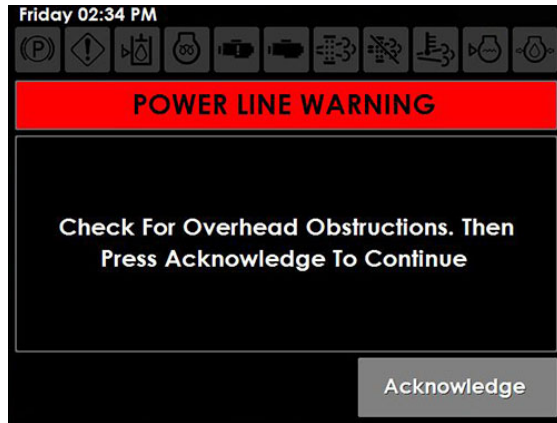 Friday 02:34 PM
POWER LINE WARNING
Check For Overhead Obstructions. Then
Press Acknowledge To Continue
Acknowledge